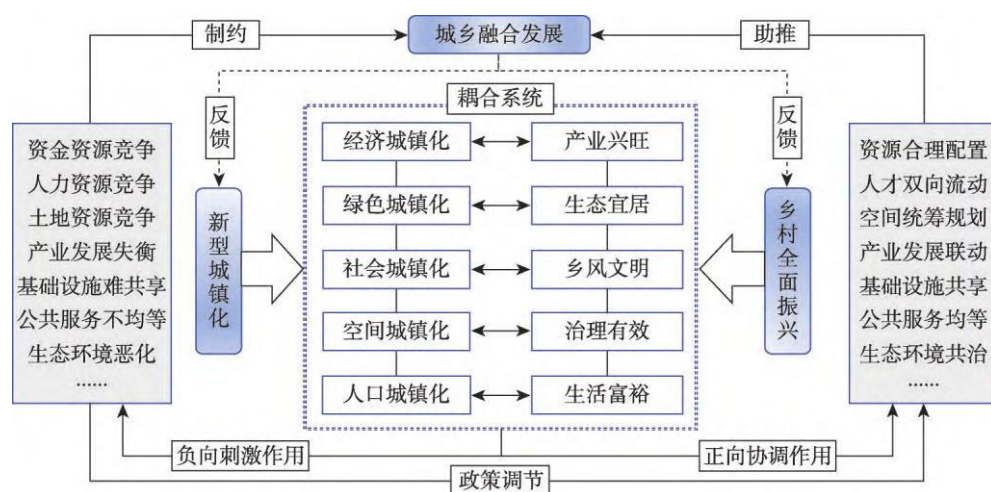 制约
城乡融合发展
助推
反馈
耦合系统
反馈
资金资源竞争
人力资源竞争
土地资源竞争
产业发展失衡
基础设施难共享
公共服务不均等
生态环境恶化
......
新型城镇化
经济城镇化
产业兴旺
绿色城镇化
生态宜居
社会城镇化
乡风文明
空间城镇化
治理有效
人口城镇化
生活富裕
乡村全面振兴
资源合理配置
人才双向流动
空间统筹规划
产业发展联动
基础设施共享
公共服务均等
生态环境共治
......
负向刺激作用
正向协调作用
政策调节